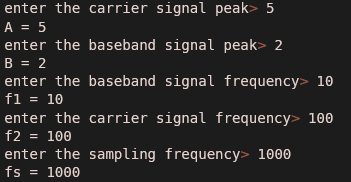 enter the carrier signal peak> 5
A = 5
enter the baseband signal peak> 2
B = 2
enter the baseband signal frequency> 10
f1 = 10
enter the carrier signal frequency> 100
f2 = 100
enter the sampling frequency> 1000
fs = 1000